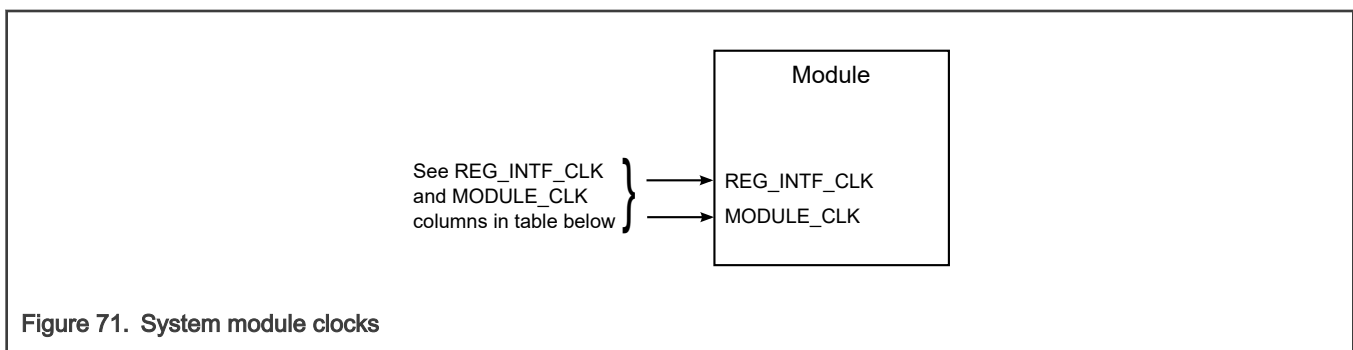 Module
See REG_INTF_CLK
and MODULE_CLK
columns in table below
REG_INTF_CLK
MODULE_CLK
Figure 71. System module clocks